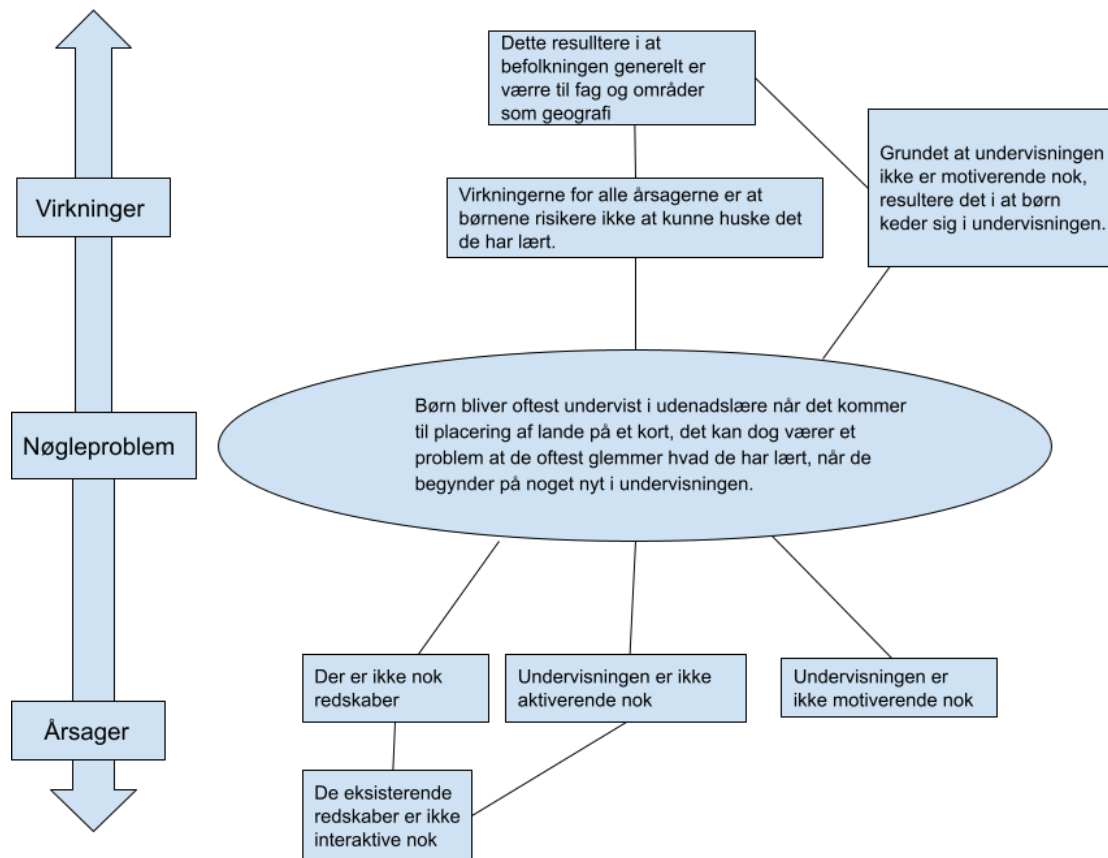 Dette resulltere i at
befolkningen generelt er
værre til fag og områder
som geografi
Grundet at undervisningen
ikke er motiverende nok,
resultere det i at børn
keder sig i undervisningen.
Virkninger
Virkningerne for alle årsagerne er at
børnene risikere ikke at kunne huske det
de har lært.
Nøgleproblem
Børn bliver oftest undervist i udenadslære når det kommer
til placering af lande på et kort, det kan dog værer et
problem at de oftest glemmer hvad de har lært, når de
begynder på noget nyt i undervisningen.
Årsager
Der er ikke nok
redskaber
Undervisningen er ikke
aktiverende nok
Undervisningen er
ikke motiverende nok
De eksisterende
redskaber er ikke
interaktive nok